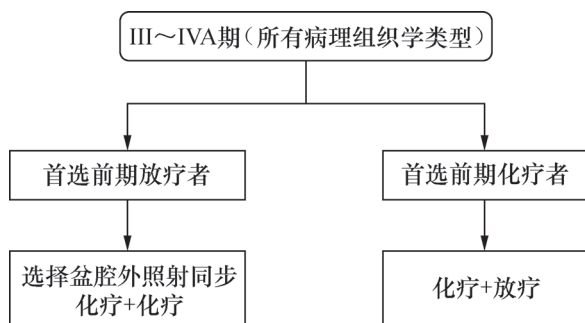 III～IVA期（所有病理组织学类型）
首选前期放疗者
首选前期化疗者
选择盆腔外照射同步
化疗+化疗
化疗+放疗